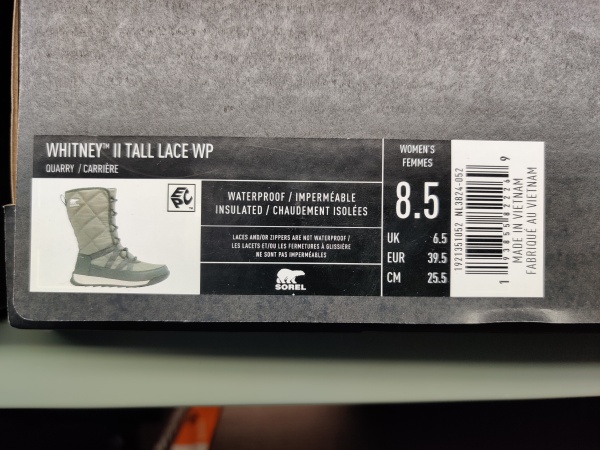 WHITNEY™ II TALL LACE WP
QUARRY / CARRIÈRE
EPC
WATERPROOF / IMPERMÉABLE
INSULATED / CHAUDEMENT ISOLÉES
LACES AND/OR ZIPPERS ARE NOT WATERPROOF /
LES LACETS ET/OU LES FERMETURES À GLISSIÈRE
NE SONT PAS IMPERMÉABLES
SOREL
WOMEN'S
FEMMES
8.5
UK 6.5
EUR 39.5
CM 25.5
1921351052 NL3824-052
MADE IN VIETNAM
FABRIQUÉ AU VIETNAM